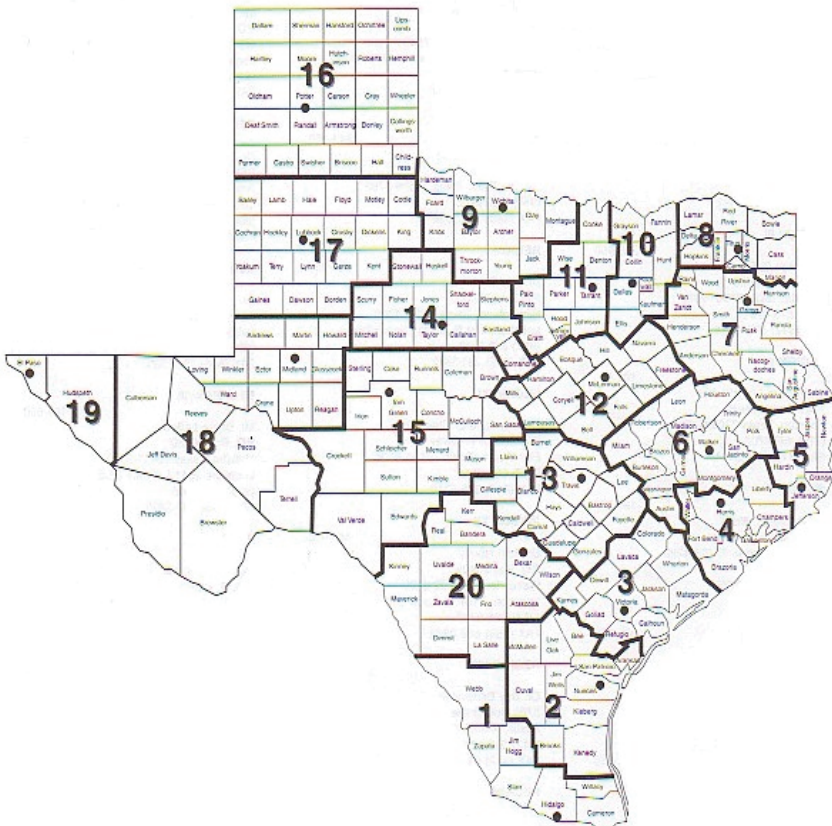 Dallam Sherman Hansford Ochiltree Lipscomb
Hartley Moore Hutchinson Roberts Hemphill
16
Oldham Potter Carson Gray Wheeler
Deaf Smith Randall Armstrong Donley Collingsworth
Parmer Castro Swisher Briscoe Hall Childress
Bailey Lamb Hale Floyd Motley Cottle
Cochran Hockley Lubbock Crosby Dickens King
17
Yoakum Terry Lynn Garza Kent
Gaines Dawson Borden
Andrews Martin Howard
Hardeman
Foard Wilbarger Wichita Clay Montague
9
Knox Baylor Archer
Stonewall Haskell Throckmorton Young Jack
Cooke Grayson Fannin
10
Wise Denton Collin Hunt
11
Parker Tarrant Dallas Kaufman
Palo Pinto Hood Johnson Ellis
Erath
Lamar Red River Bowie
8
Delta Hopkins Cass
Marion
Scurry Fisher Jones Shackelford Stephens
14
Mitchell Nolan Taylor Callahan Eastland
Comanche
Van Zandt Wood Upshur Harrison
Smith Gregg Rusk Panola
7
Henderson Anderson Cherokee Nacogdoches Shelby
Angelina Sabine
El Paso Hudspeth Culberson
19
Loving Winkler Ector Midland Glasscock
Ward Crane Upton Reagan
Reeves Pecos
18
Jeff Davis
Presidio Brewster Terrell
Sterling Coke Runnels Coleman Brown
Irion Tom Green Concho McCulloch San Saba
15
Crockett Schleicher Menard Mason
Sutton Kimble
Val Verde Edwards
Bosque Hill Navarro Freestone
Hamilton McLennan Limestone
12
Mills Coryell Falls
Lampasas Bell
Leon Houston Trinity Polk
Robertson Madison Walker San Jacinto
6
Milam Brazos Grimes Montgomery
Burleson
Tyler Jasper Newton
5
Hardin Orange
Jefferson
Liberty Chambers
Harris
4
Fort Bend Galveston
Brazoria
Burnet Williamson
Llano
13
Gillespie Blanco Travis Lee
Hays Bastrop
Kendall Comal Caldwell Fayette
Guadalupe Gonzales
Austin Colorado
Lavaca Wharton
3
Dewitt Jackson Matagorda
Karnes Goliad Victoria Calhoun
Refugio
Aransas
Kerr
Real Bandera
Kinney Uvalde Medina Bexar Wilson
20
Maverick Zavala Frio Atascosa
Dimmit La Salle
McMullen Live Oak Bee
San Patricio
Webb Duval Jim Wells Nueces
1
2
Kleberg
Zapata Jim Hogg Brooks Kenedy
Starr Hidalgo Willacy
Cameron